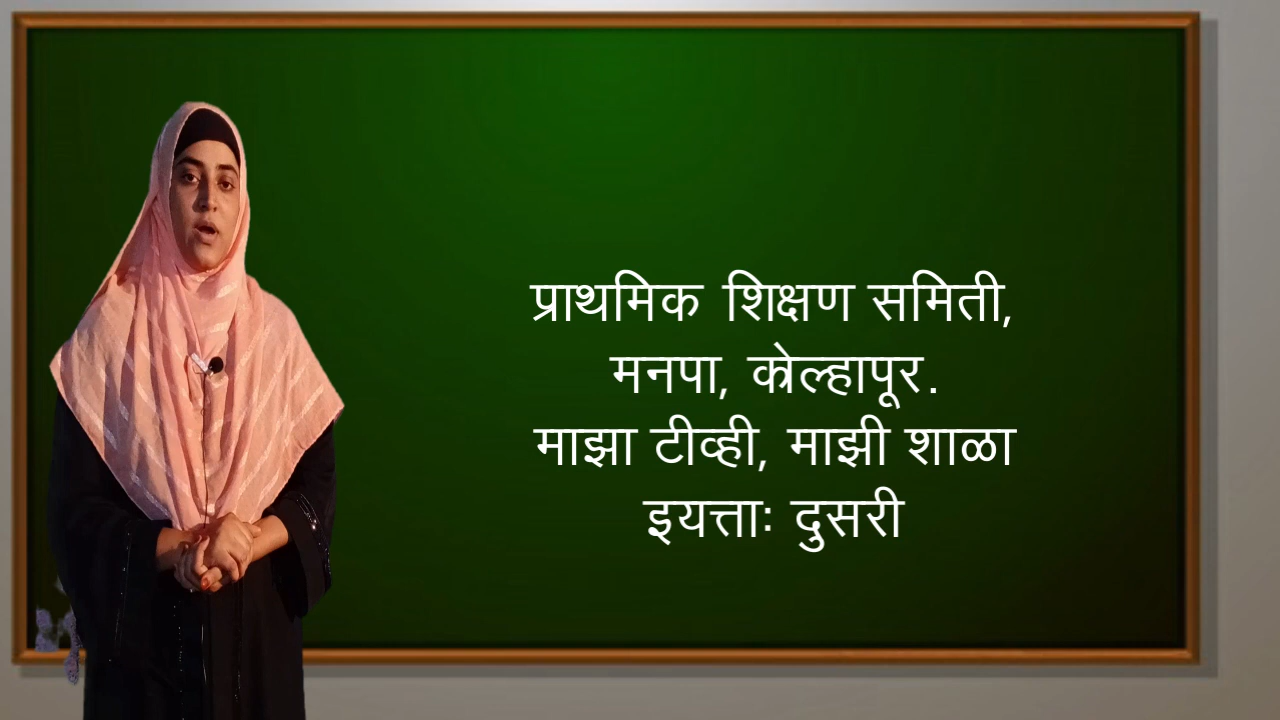 प्राथमिक शिक्षण समिती,
मनपा, कोल्हापूर.
माझा टीव्ही, माझी शाळा
इयत्ताः दुसरी